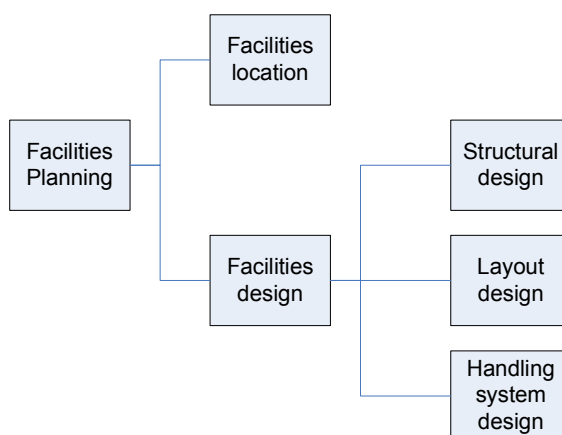 Facilities
location
Facilities
Planning
Structural
design
Facilities
design
Layout
design
Handling
system
design